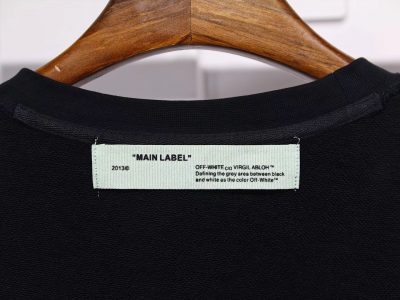 "MAIN LABEL"
2013©
OFF-WHITE c/o VIRGIL ABLOH™
Defining the grey area between black
and white as the color Off-White™